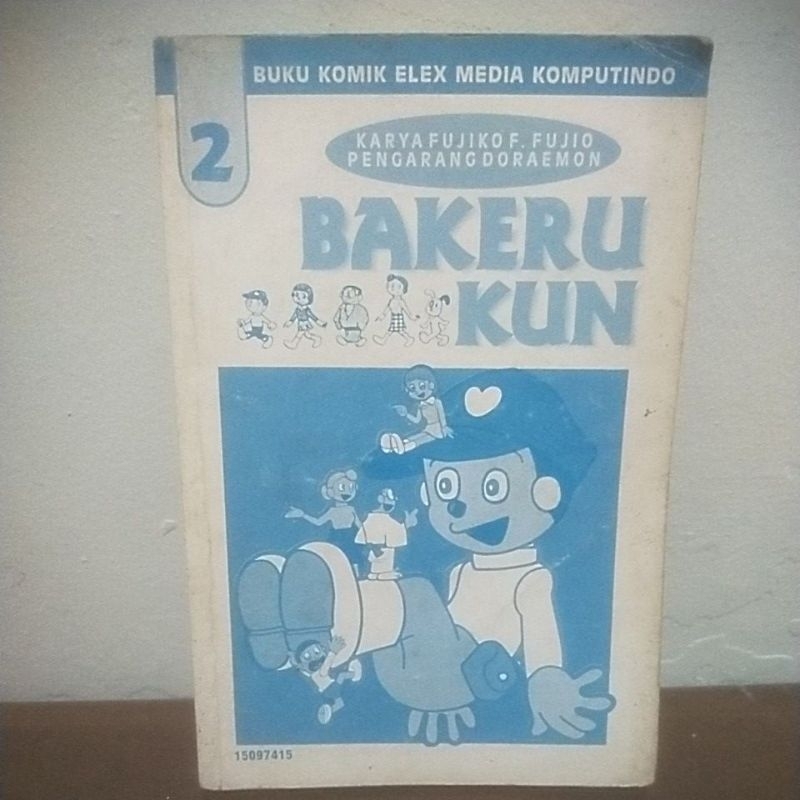 BUKU KOMIK ELEX MEDIA KOMPUTINDO
2
KARYA FUJIKO F. FUJIO
PENGARANG DORAEMON
BAKERU
KUN
15097415